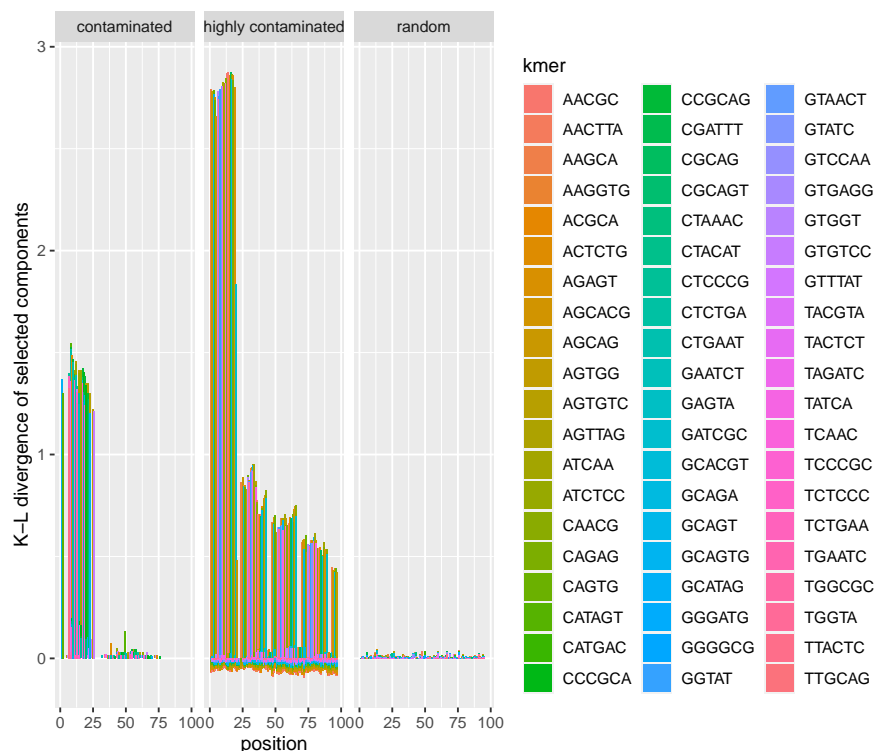 contaminated
highly contaminated
random
3
2
1
0
K−L divergence of selected components
0 25 50 75 100
0 25 50 75 100
0 25 50 75 100
position
kmer
AACGC
AACTTA
AAGCA
AAGGTG
ACGCA
ACTCTG
AGAGT
AGCACG
AGCAG
AGTGG
AGTGTC
AGTTAG
ATCAA
ATCTCC
CAACG
CAGAG
CAGTG
CATAGT
CATGAC
CCCGCA
CCGCAG
CGATTT
CGCAG
CGCAGT
CTAAAC
CTACAT
CTCCCG
CTCTGA
CTGAAT
GAATCT
GAGTA
GATCGC
GCACGT
GCAGA
GCAGT
GCAGTG
GCATAG
GGGATG
GGGGCG
GGTAT
GTAACT
GTATC
GTCCAA
GTGAGG
GTGGT
GTGTCC
GTTTAT
TACGTA
TACTCT
TAGATC
TATCA
TCAAC
TCCCGC
TCTCCC
TCTGAA
TGAATC
TGGCGC
TGGTA
TTACTC
TTGCAG